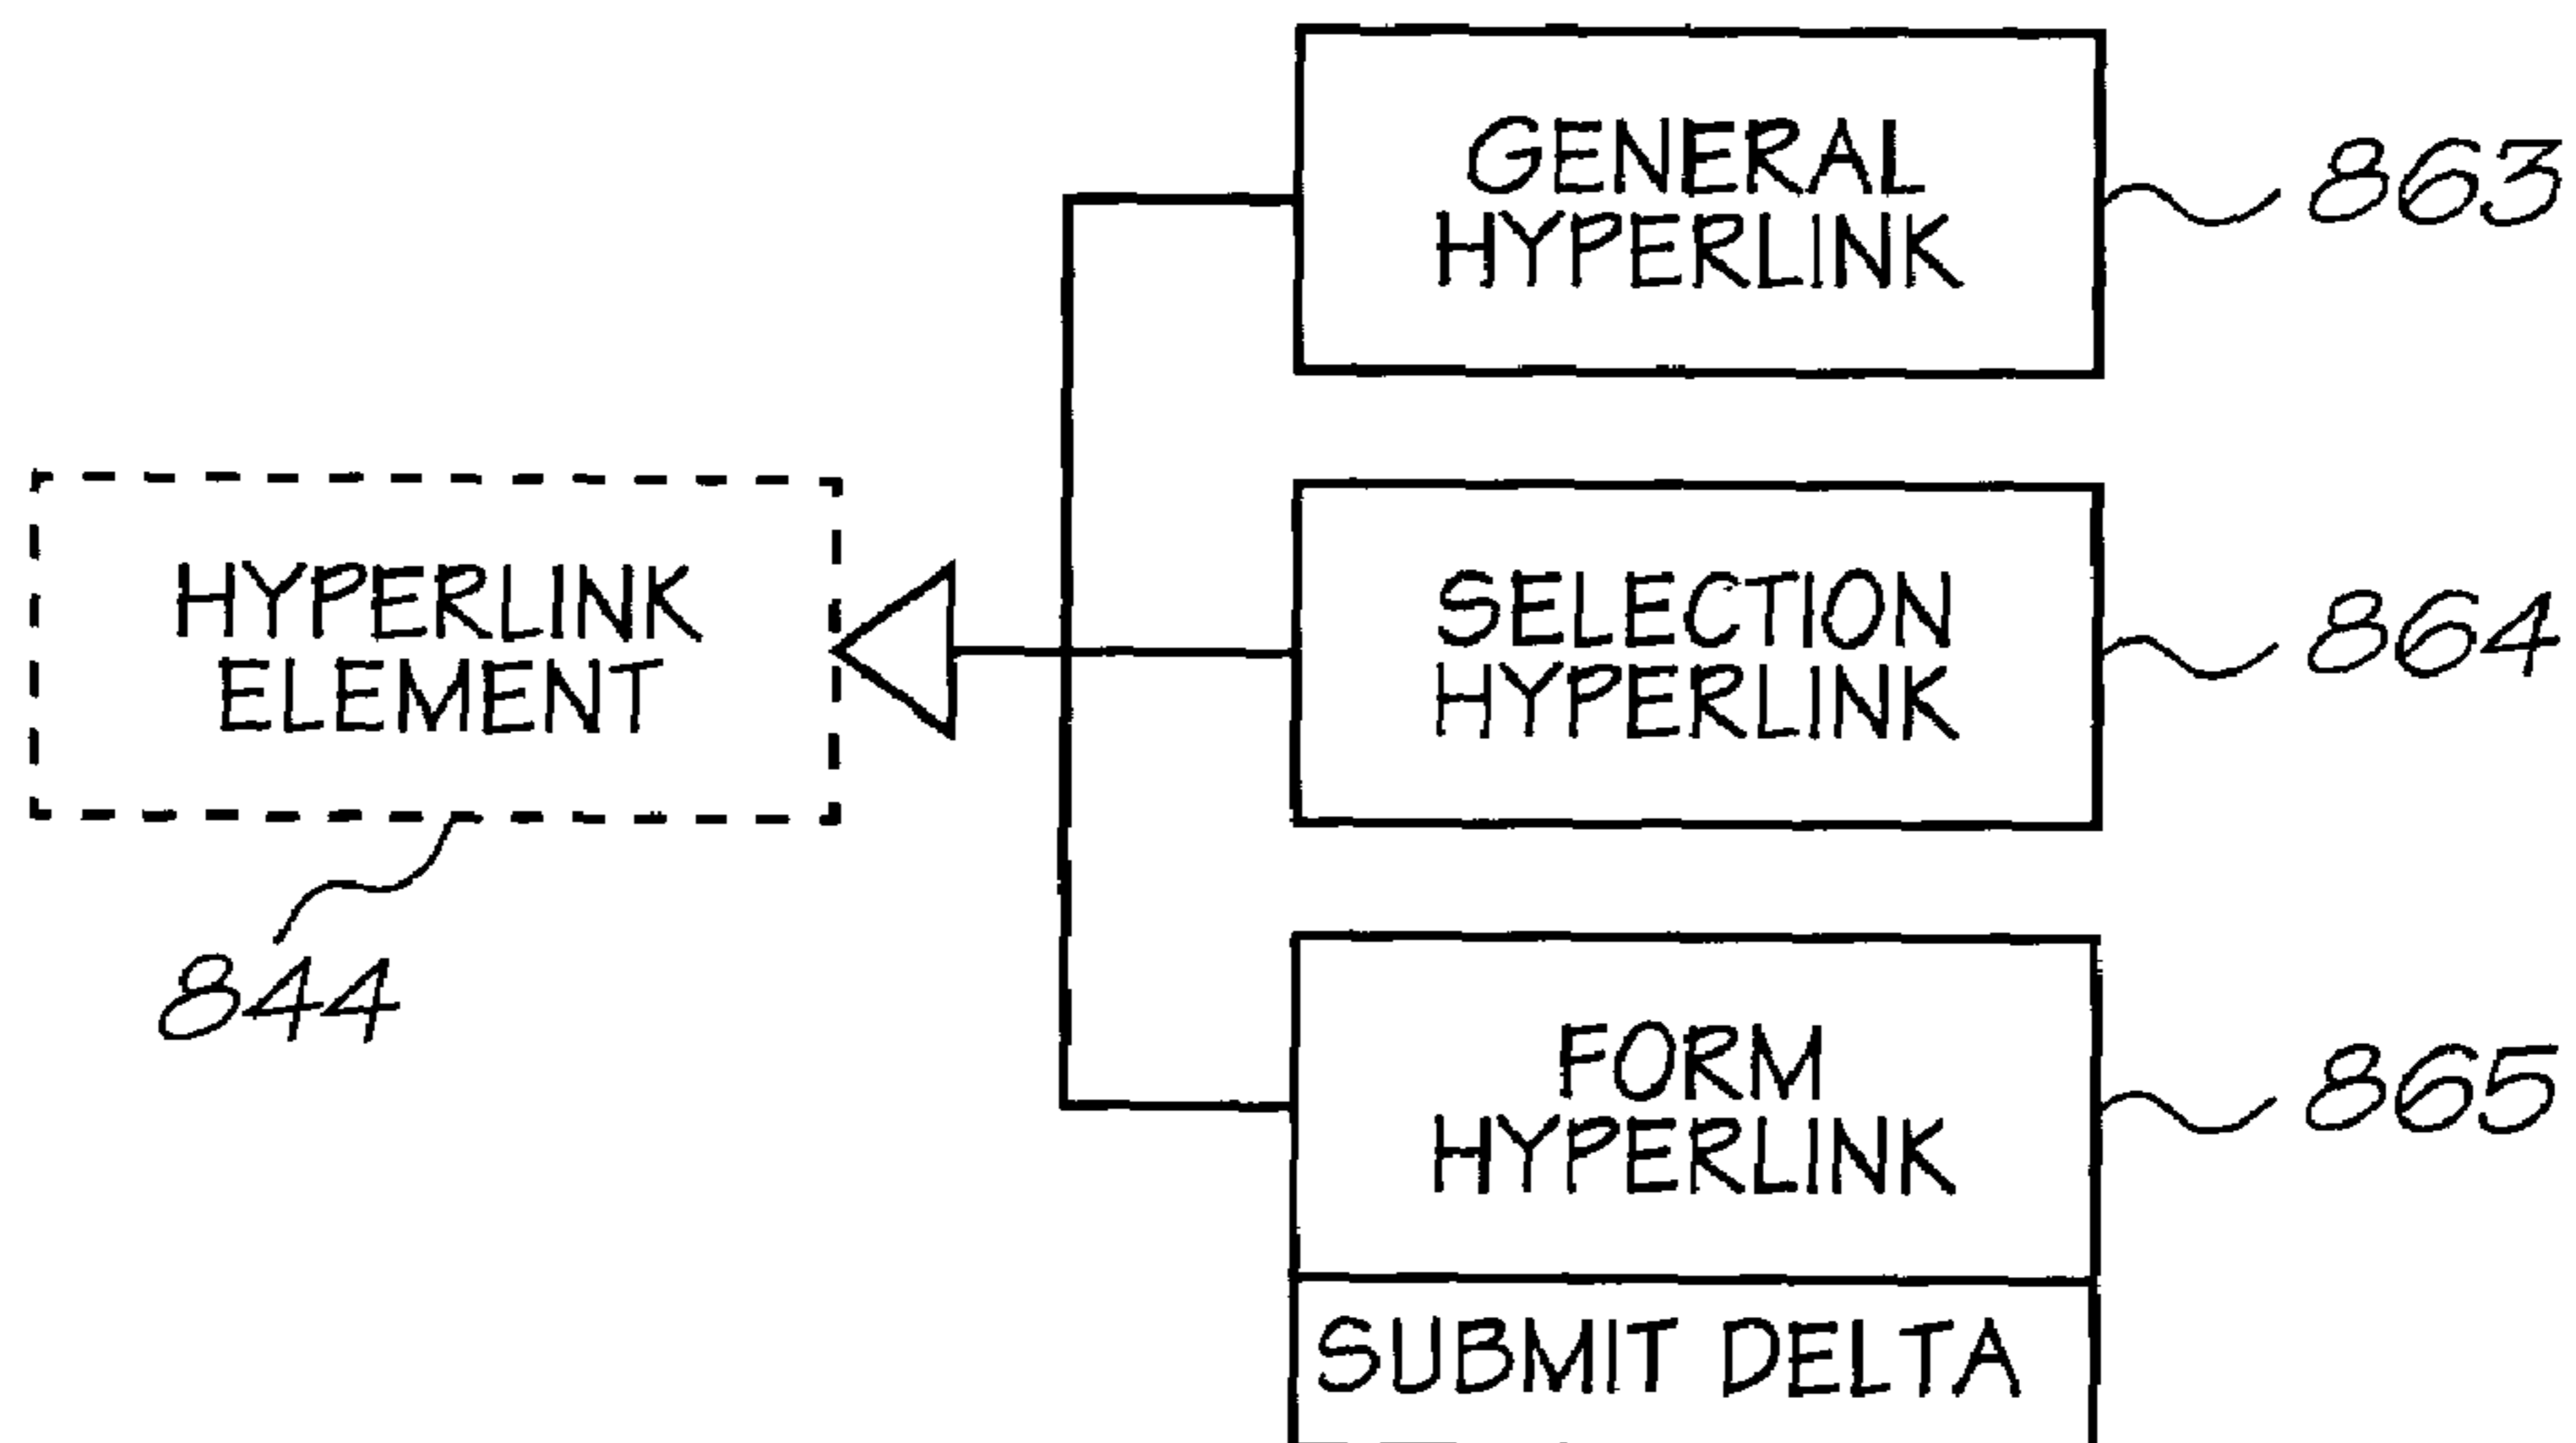 GENERAL
HYPERLINK
863
HYPERLINK
ELEMENT
844
SELECTION
HYPERLINK
864
FORM
HYPERLINK
865
SUBMIT DELTA